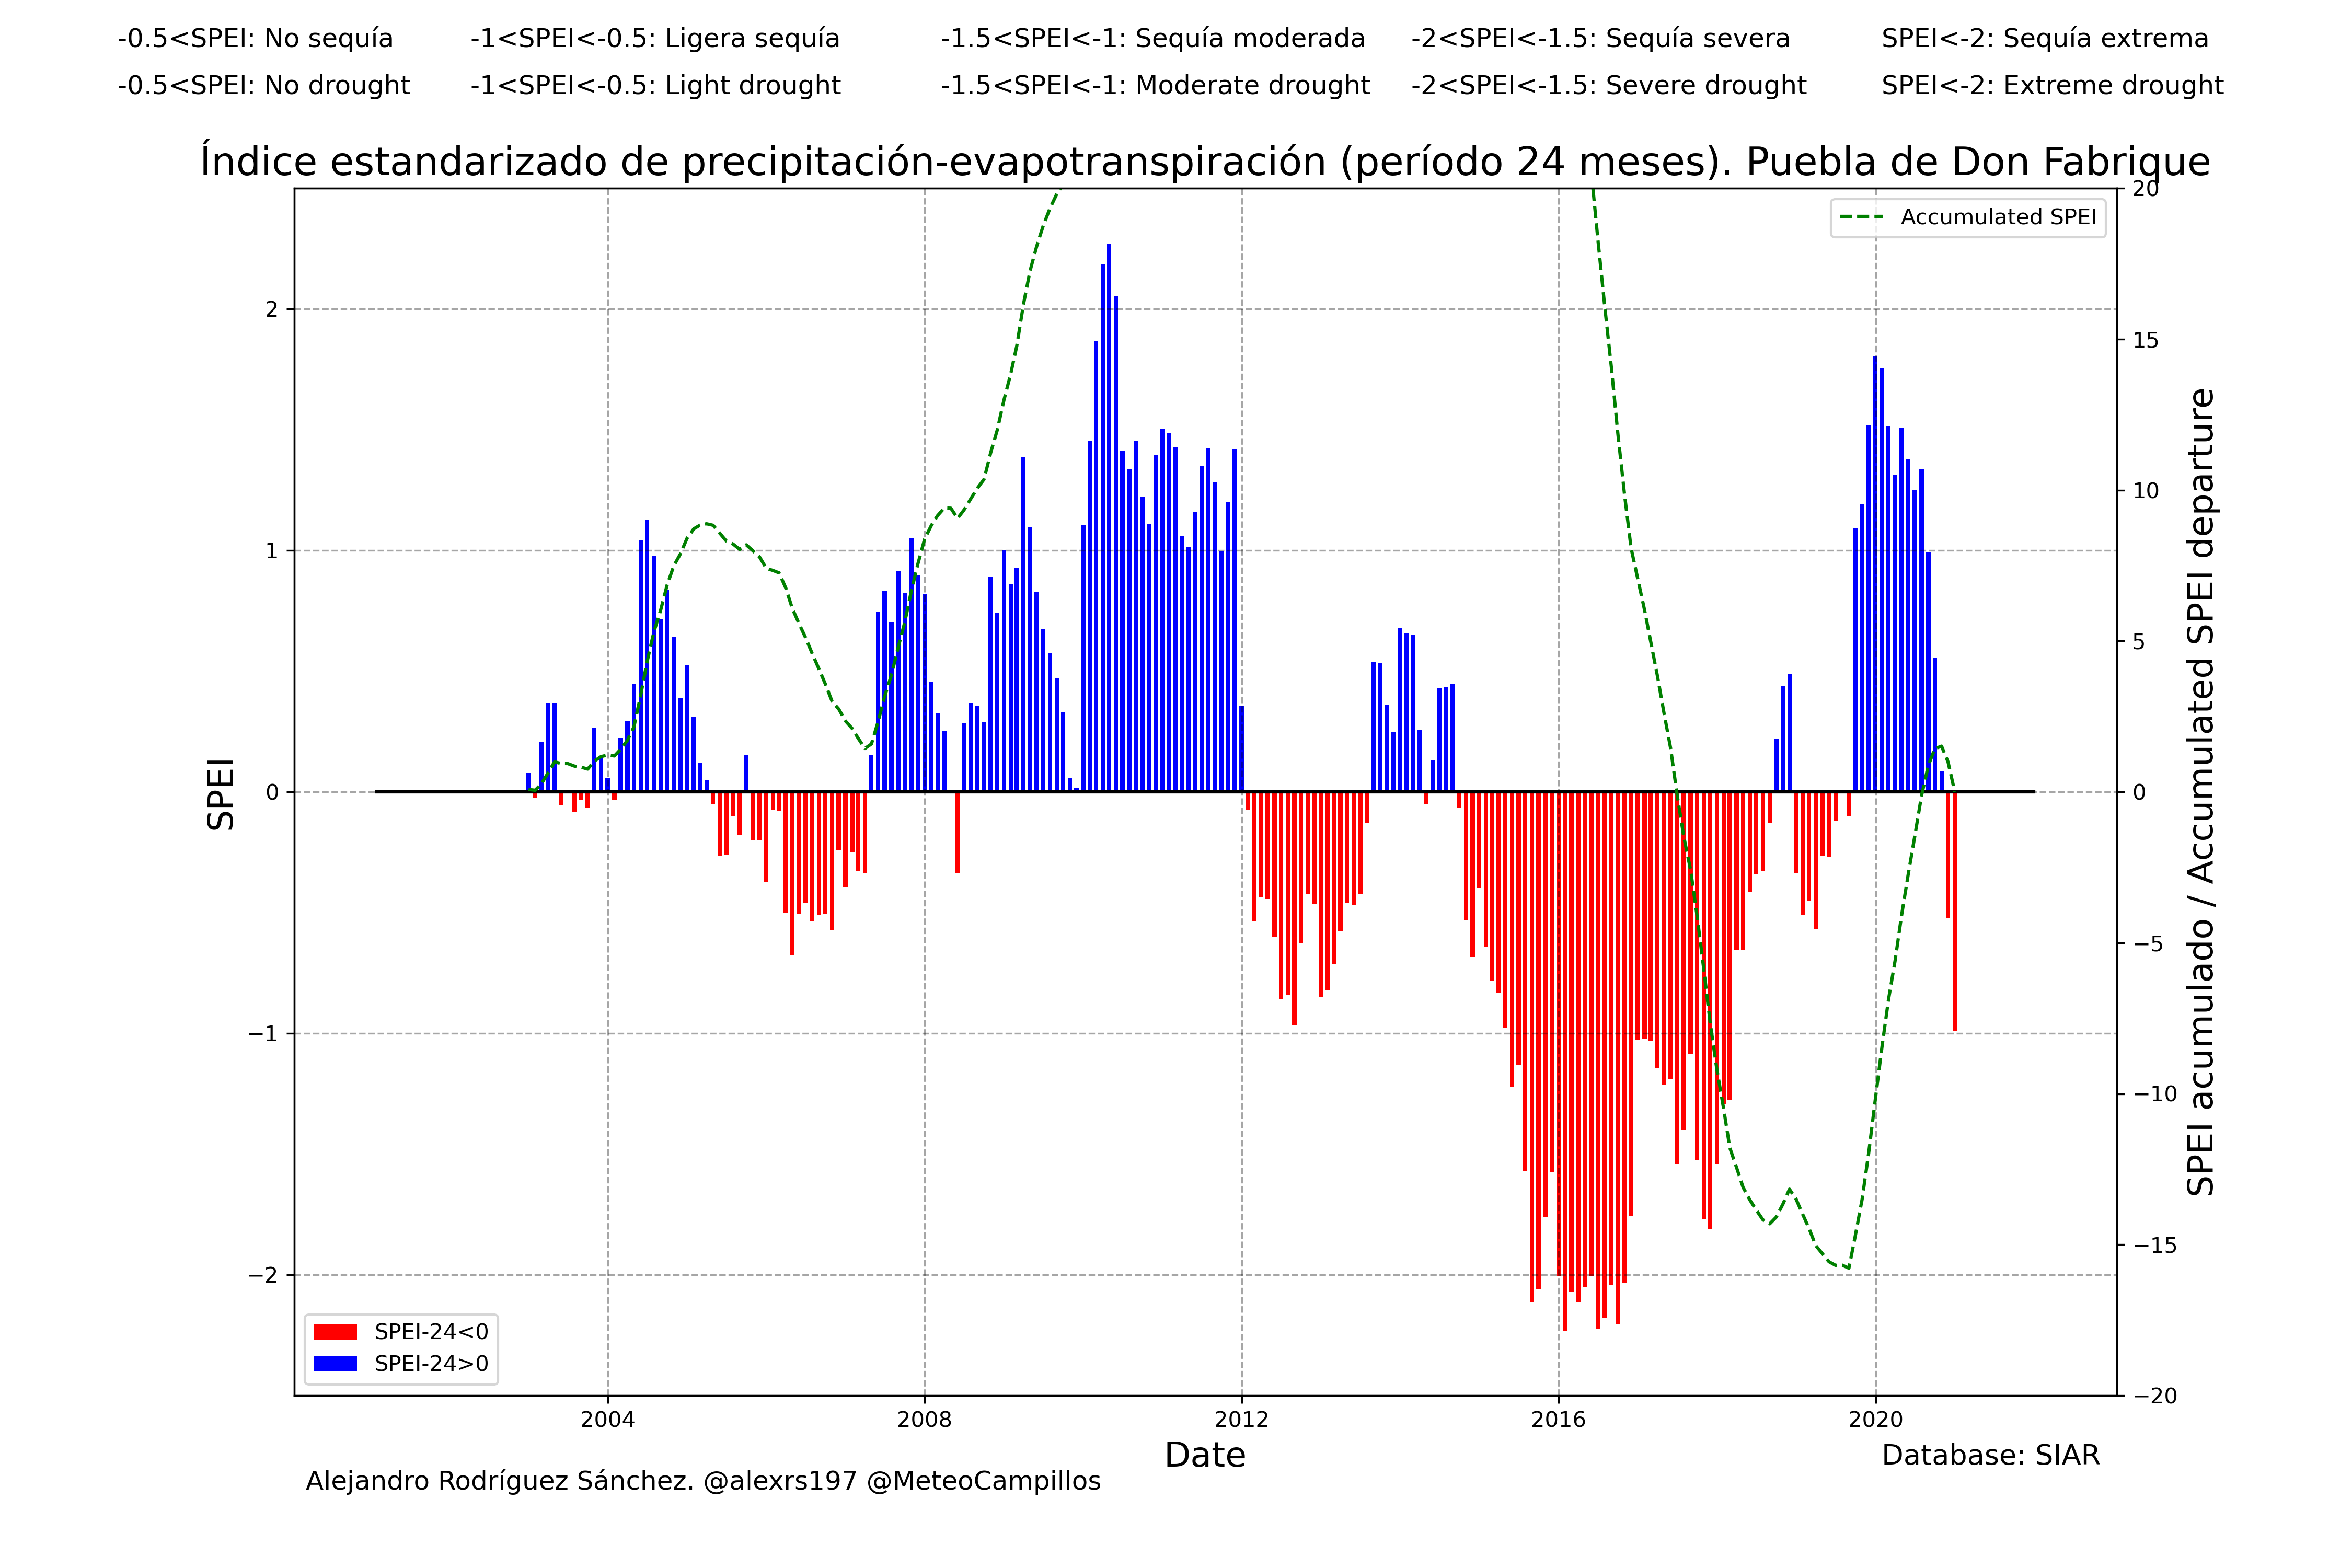 -0.5<SPEI: No sequía -1<SPEI<-0.5: Ligera sequía -1.5<SPEI<-1: Sequía moderada -2<SPEI<-1.5: Sequía severa SPEI<-2: Sequía extrema
-0.5<SPEI: No drought -1<SPEI<-0.5: Light drought -1.5<SPEI<-1: Moderate drought -2<SPEI<-1.5: Severe drought SPEI<-2: Extreme drought
Índice estandarizado de precipitación-evapotranspiración (período 24 meses). Puebla de Don Fabrique
Accumulated SPEI
SPEI
2
1
0
−1
−2
20
15
10
5
0
−5
−10
−15
−20
SPEI acumulado / Accumulated SPEI departure
SPEI-24<0
SPEI-24>0
2004 2008 2012 2016 2020
Date
Database: SIAR
Alejandro Rodríguez Sánchez. @alexrs197 @MeteoCampillos